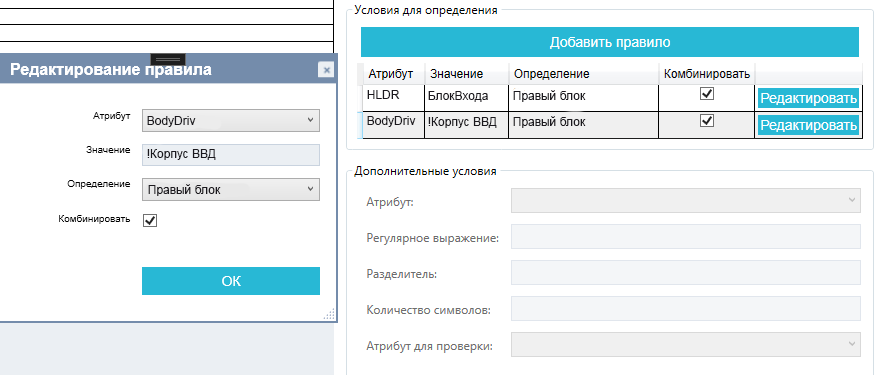 Редактирование правила
Атрибут
BodyDriv
Значение
!Корпус ВВД
Определение
Правый блок
Комбинировать
ОК
Условия для определения
Добавить правило
Атрибут Значение Определение Комбинировать
HLDR БлокВхода Правый блок Редактировать
BodyDriv !Корпус ВВД Правый блок Редактировать
Дополнительные условия
Атрибут:
Регулярное выражение:
Разделитель:
Количество символов:
Атрибут для проверки: